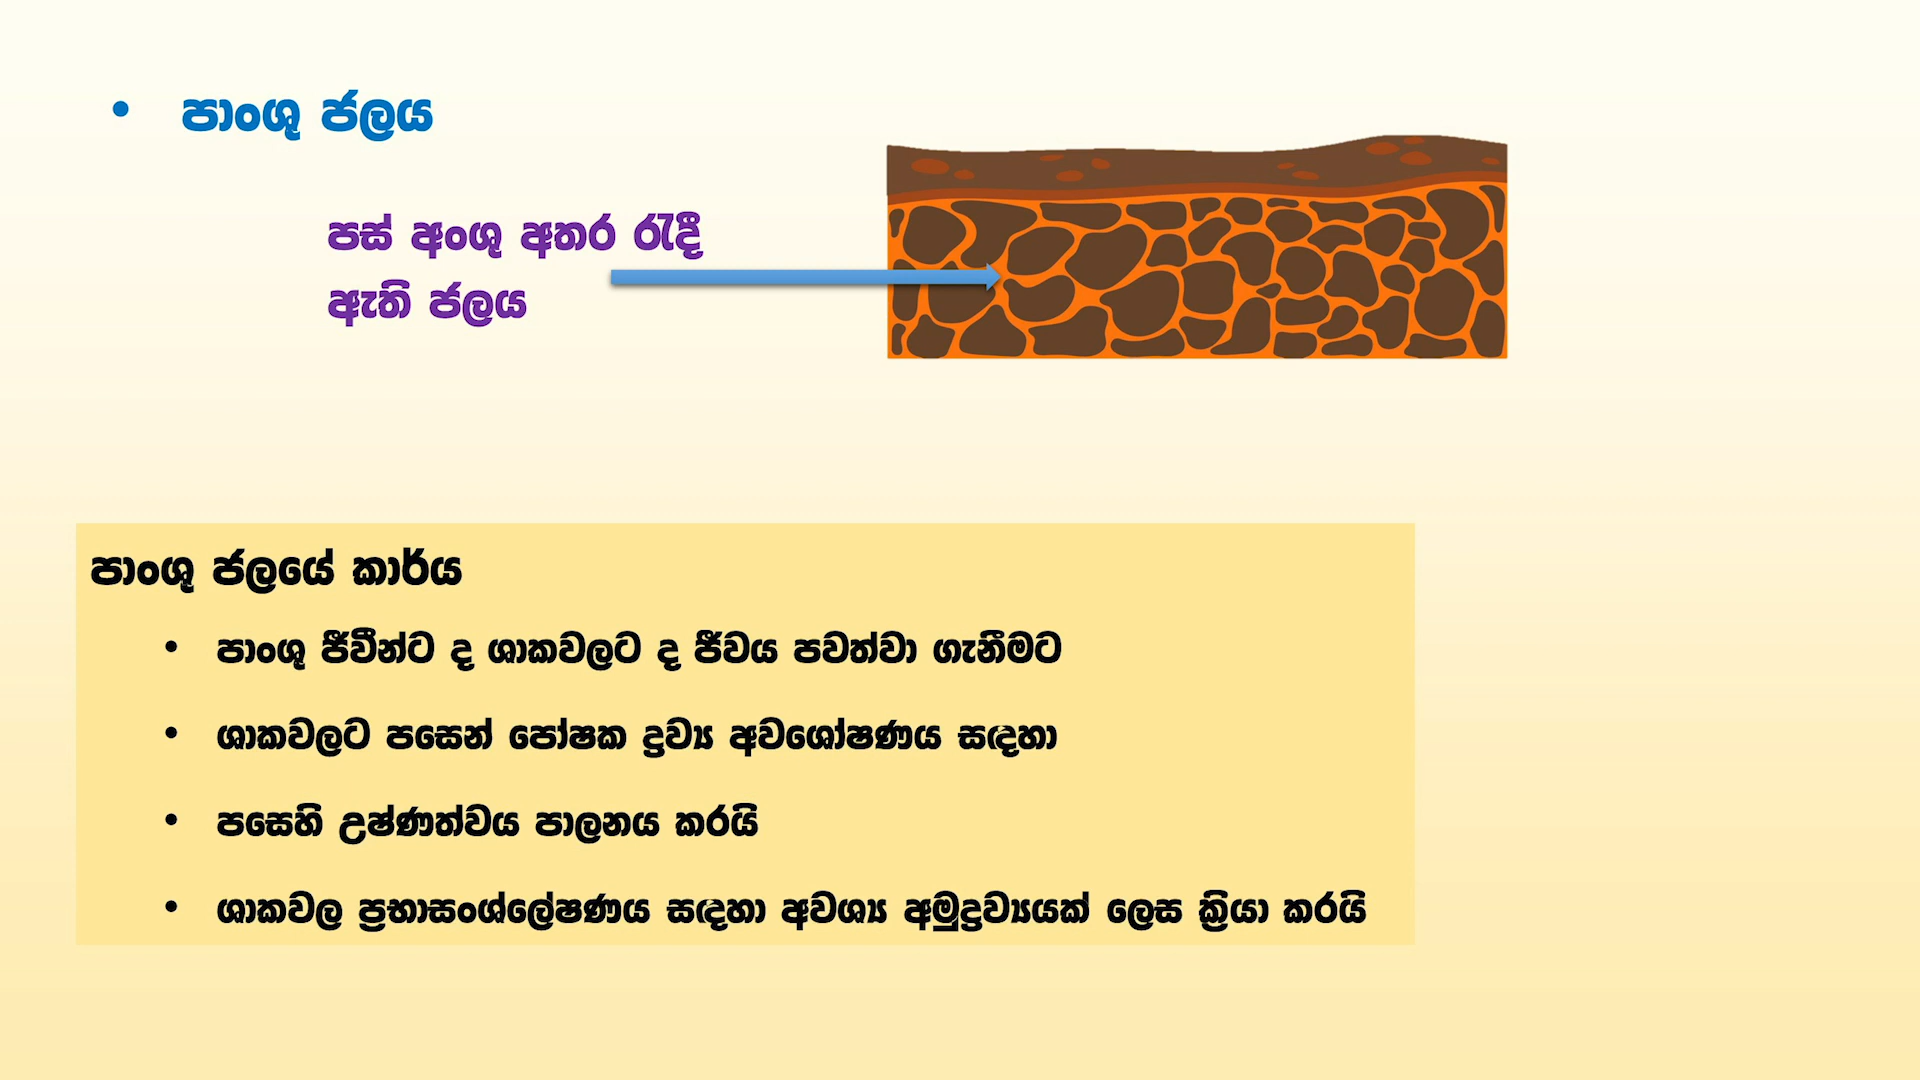 • පාංශු ජලය
පස් අංශු අතර රැඳී
ඇති ජලය
පාංශු ජලයේ කාර්ය
• පාංශු ජීවීන්ට ද ශාකවලට ද ජීවය පවත්වා ගැනීමට
• ශාකවලට පසෙන් පෝෂක ද්‍රව්‍ය අවශෝෂණය සඳහා
• පසෙහි උෂ්ණත්වය පාලනය කරයි
• ශාකවල ප්‍රභාසංශ්ලේෂණය සඳහා අවශ්‍ය අමුද්‍රව්‍යයක් ලෙස ක්‍රියා කරයි